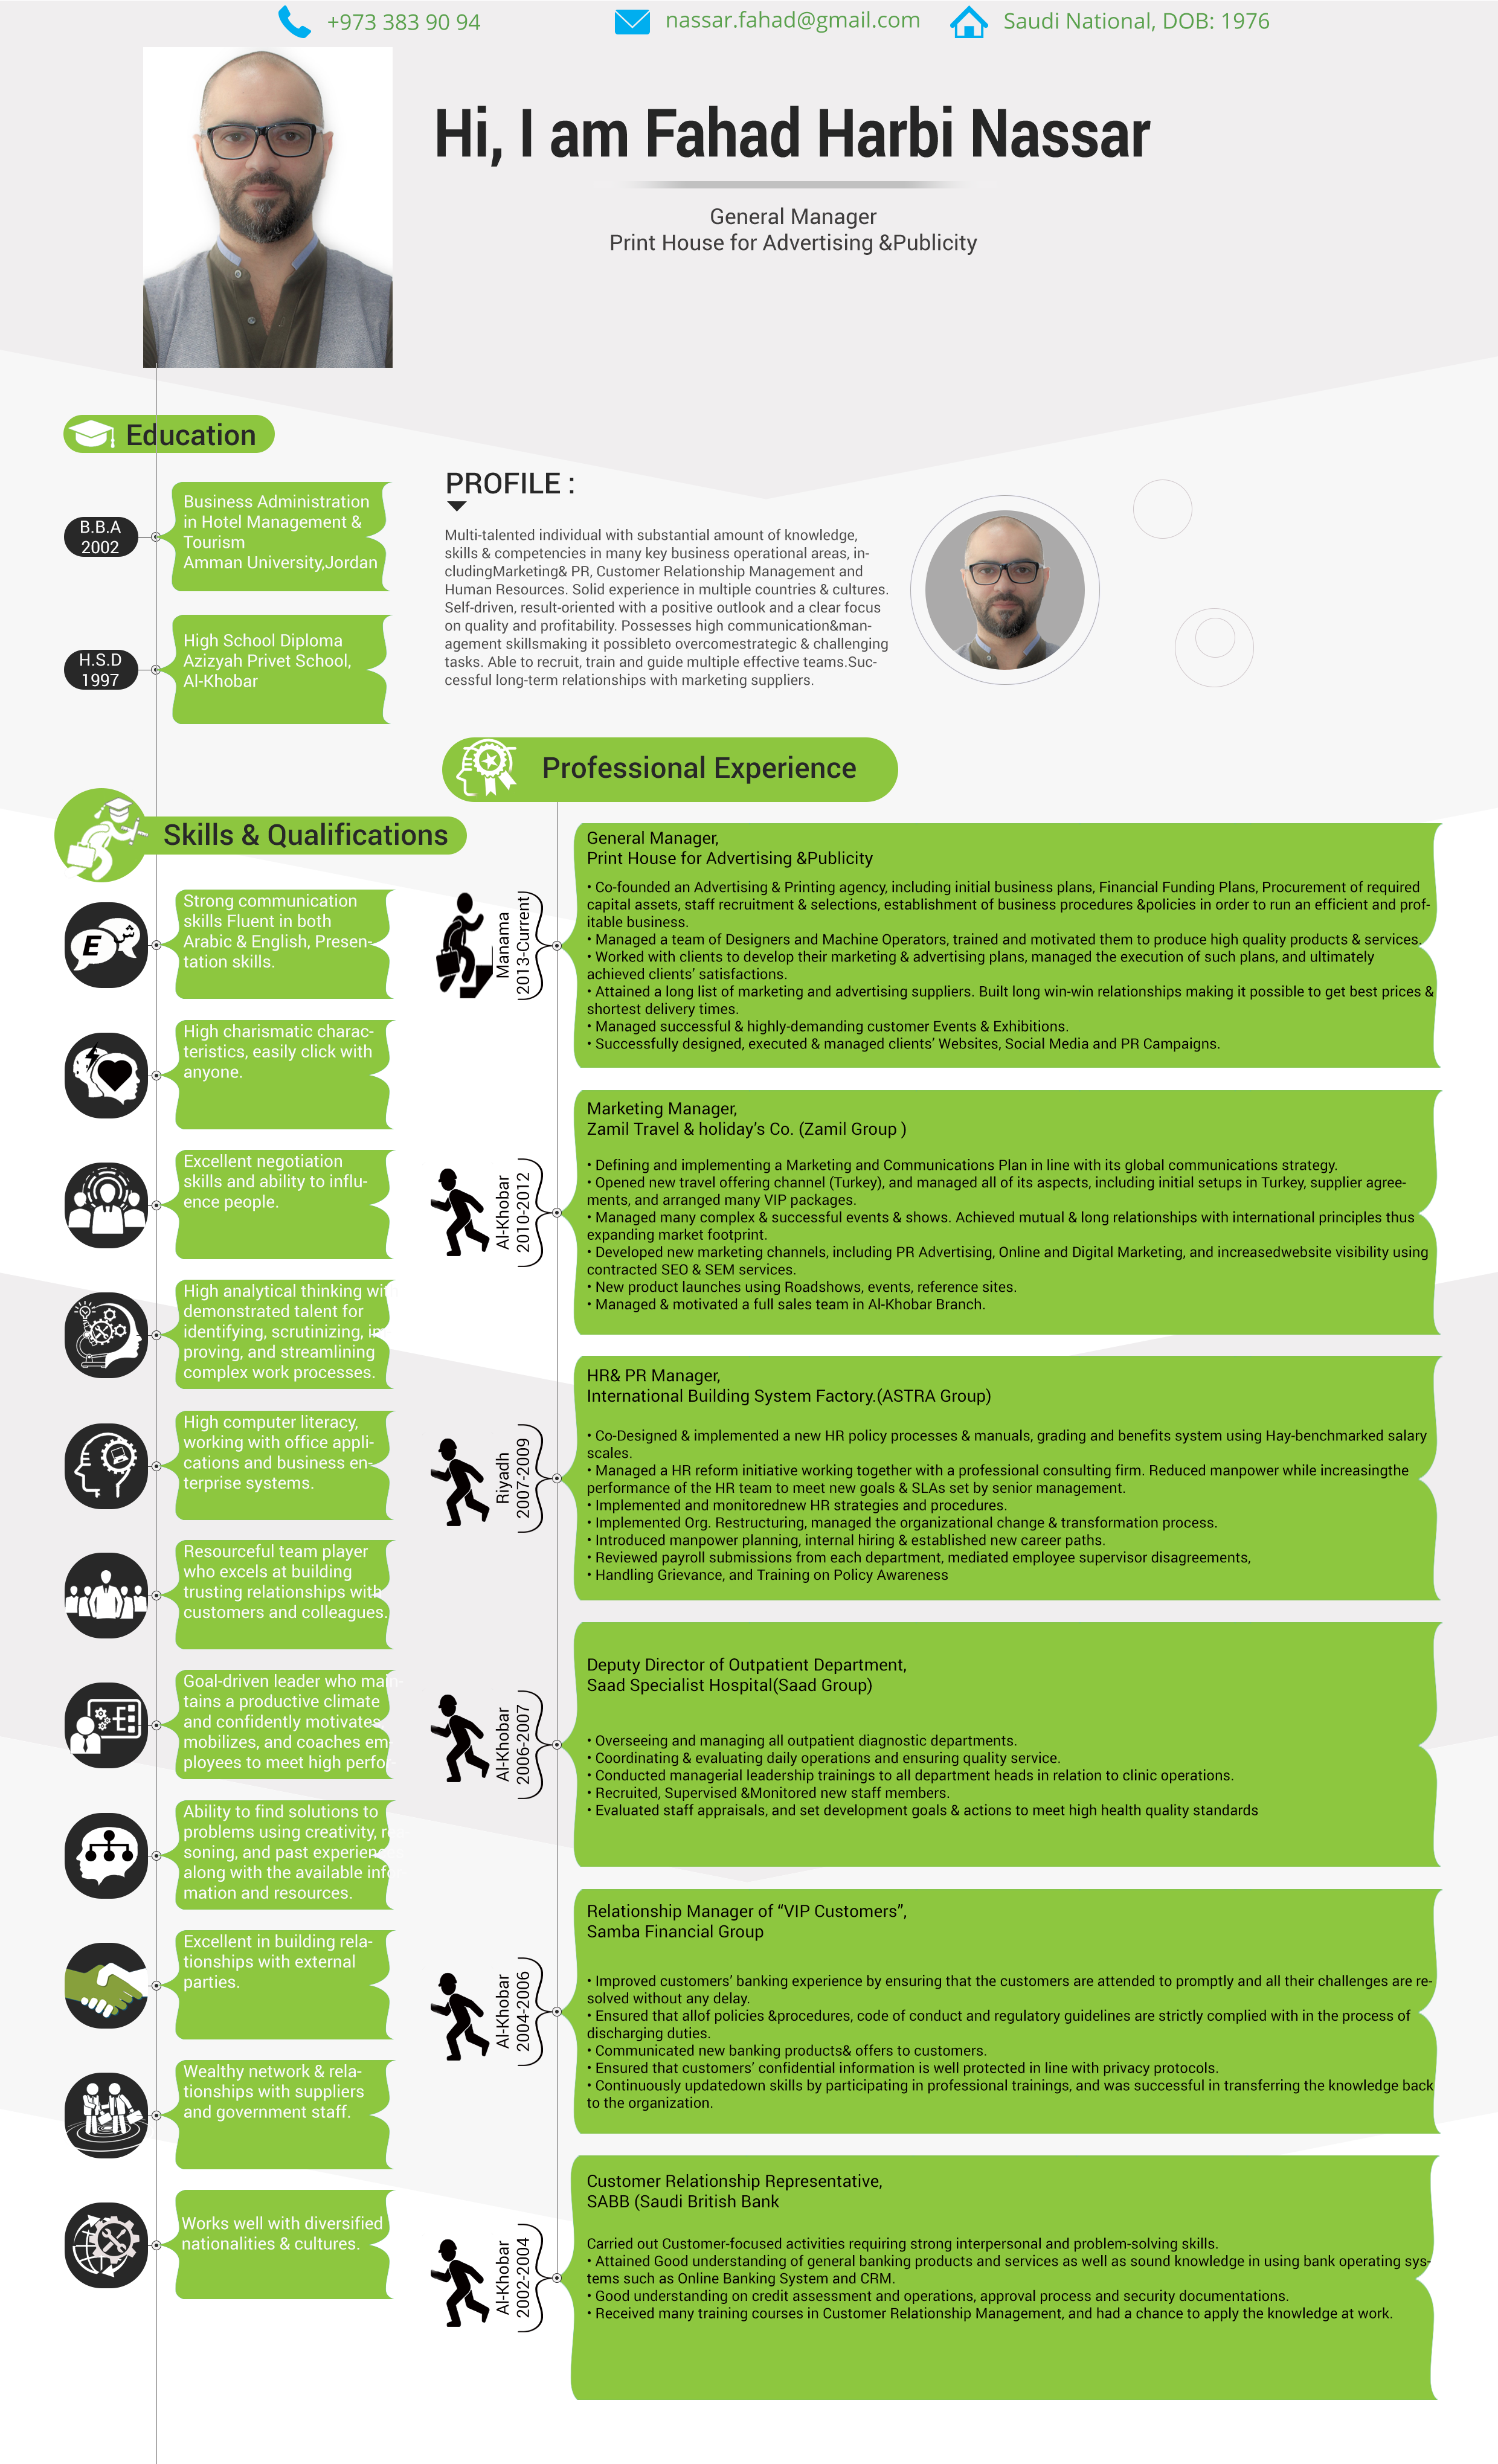 +973 383 90 94
nassar.fahad@gmail.com
Saudi National, DOB: 1976
Hi, I am Fahad Harbi Nassar
General Manager
Print House for Advertising &Publicity
Education
B.B.A
2002
Business Administration
in Hotel Management &
Tourism
Amman University,Jordan
H.S.D
1997
High School Diploma
Azizyah Privet School,
Al-Khobar
PROFILE :
Multi-talented individual with substantial amount of knowledge,
skills & competencies in many key business operational areas, in-
cludingMarketing& PR, Customer Relationship Management and
Human Resources. Solid experience in multiple countries & cultures.
Self-driven, result-oriented with a positive outlook and a clear focus
on quality and profitability. Possesses high communication&man-
agement skillsmaking it possibleto overcomestrategic & challenging
tasks. Able to recruit, train and guide multiple effective teams.Suc-
cessful long-term relationships with marketing suppliers.
Skills & Qualifications
E
Strong communication
skills Fluent in both
Arabic & English, Presen-
tation skills.
High charismatic charac-
teristics, easily click with
anyone.
Excellent negotiation
skills and ability to influ-
ence people.
High analytical thinking
demonstrated talent for
identifying, scrutinizing,
proving, and streamlining
complex work processes.
High computer literacy,
working with office appli-
cations and business en-
terprise systems.
Resourceful team player
who excels at building
trusting relationships with
customers and colleagues.
Goal-driven leader who main-
tains a productive climate
and confidently motivates,
mobilizes, and coaches em-
ployees to meet high perfor-
Ability to find solutions to
problems using creativity,
soning, and past experience
along with the available
mation and resources.
Excellent in building rela-
tionships with external
parties.
Wealthy network & rela-
tionships with suppliers
and government staff.
Works well with diversified
nationalities & cultures.
Professional Experience
Manama
2013-Current
General Manager,
Print House for Advertising &Publicity
• Co-founded an Advertising & Printing agency, including initial business plans, Financial Funding Plans, Procurement of required
capital assets, staff recruitment & selections, establishment of business procedures &policies in order to run an efficient and prof-
itable business.
• Managed a team of Designers and Machine Operators, trained and motivated them to produce high quality products & services.
• Worked with clients to develop their marketing & advertising plans, managed the execution of such plans, and ultimately
achieved clients' satisfactions.
• Attained a long list of marketing and advertising suppliers. Built long win-win relationships making it possible to get best prices &
shortest delivery times.
• Managed successful & highly-demanding customer Events & Exhibitions.
• Successfully designed, executed & managed clients' Websites, Social Media and PR Campaigns.
Al-Khobar
2010-2012
Marketing Manager,
Zamil Travel & holiday's Co. (Zamil Group )
• Defining and implementing a Marketing and Communications Plan in line with its global communications strategy.
• Opened new travel offering channel (Turkey), and managed all of its aspects, including initial setups in Turkey, supplier agree-
ments, and arranged many VIP packages.
• Managed many complex & successful events & shows. Achieved mutual & long relationships with international principles thus
expanding market footprint.
• Developed new marketing channels, including PR Advertising, Online and Digital Marketing, and increasedwebsite visibility using
contracted SEO & SEM services.
• New product launches using Roadshows, events, reference sites.
• Managed & motivated a full sales team in Al-Khobar Branch.
Riyadh
2007-2009
HR& PR Manager,
International Building System Factory.(ASTRA Group)
• Co-Designed & implemented a new HR policy processes & manuals, grading and benefits system using Hay-benchmarked salary
scales.
• Managed a HR reform initiative working together with a professional consulting firm. Reduced manpower while increasingthe
performance of the HR team to meet new goals & SLAs set by senior management.
• Implemented and monitorednew HR strategies and procedures.
• Implemented Org. Restructuring, managed the organizational change & transformation process.
• Introduced manpower planning, internal hiring & established new career paths.
• Reviewed payroll submissions from each department, mediated employee supervisor disagreements,
• Handling Grievance, and Training on Policy Awareness
Al-Khobar
2006-2007
Deputy Director of Outpatient Department,
Saad Specialist Hospital(Saad Group)
• Overseeing and managing all outpatient diagnostic departments.
• Coordinating & evaluating daily operations and ensuring quality service.
• Conducted managerial leadership trainings to all department heads in relation to clinic operations.
• Recruited, Supervised &Monitored new staff members.
• Evaluated staff appraisals, and set development goals & actions to meet high health quality standards
Al-Khobar
2004-2006
Relationship Manager of “VIP Customers”,
Samba Financial Group
• Improved customers' banking experience by ensuring that the customers are attended to promptly and all their challenges are re-
solved without any delay.
• Ensured that allof policies &procedures, code of conduct and regulatory guidelines are strictly complied with in the process of
discharging duties.
• Communicated new banking products& offers to customers.
• Ensured that customers' confidential information is well protected in line with privacy protocols.
• Continuously updatedown skills by participating in professional trainings, and was successful in transferring the knowledge back
to the organization.
Al-Khobar
2002-2004
Customer Relationship Representative,
SABB (Saudi British Bank
Carried out Customer-focused activities requiring strong interpersonal and problem-solving skills.
• Attained Good understanding of general banking products and services as well as sound knowledge in using bank operating sys-
tems such as Online Banking System and CRM.
• Good understanding on credit assessment and operations, approval process and security documentations.
• Received many training courses in Customer Relationship Management, and had a chance to apply the knowledge at work.